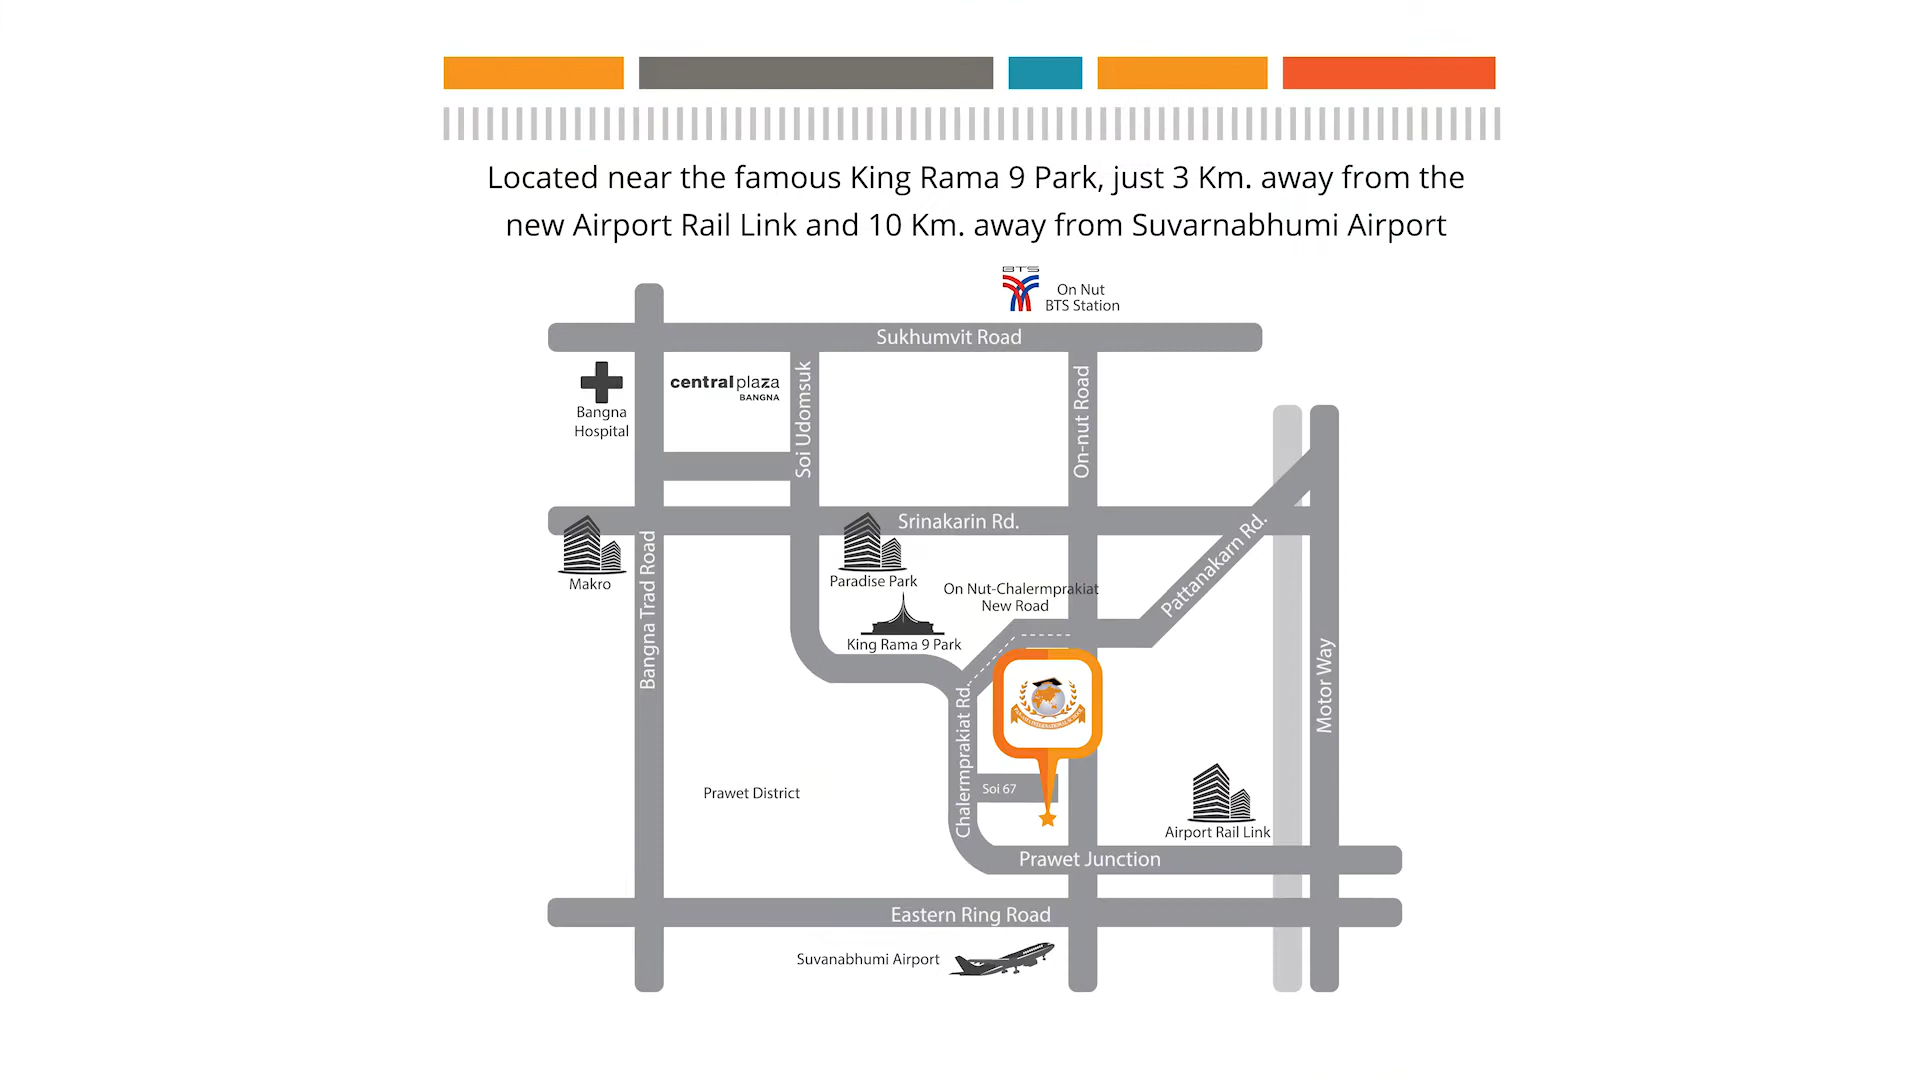 Located near the famous King Rama 9 Park, just 3 Km. away from the
new Airport Rail Link and 10 Km. away from Suvarnabhumi Airport
BTS
On Nut
BTS Station
Sukhumvit Road
Bangna
Hospital
centralplaza
BANGNA
Soi Udomsuk
On-nut Road
Srinakarin Rd.
Makro
Bangna Trad Road
Paradise Park
On Nut-Chalermprakiat
New Road
King Rama 9 Park
Pattanakarn Rd.
Motor Way
Chalermprakiat Rd.
Soi 67
Prawet District
Airport Rail Link
Prawet Junction
Eastern Ring Road
Suvanabhumi Airport